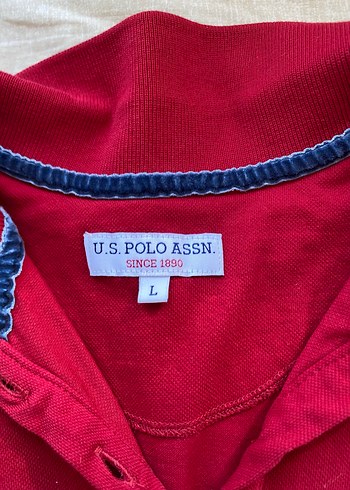 U.S. POLO ASSN.
SINCE 1890
L